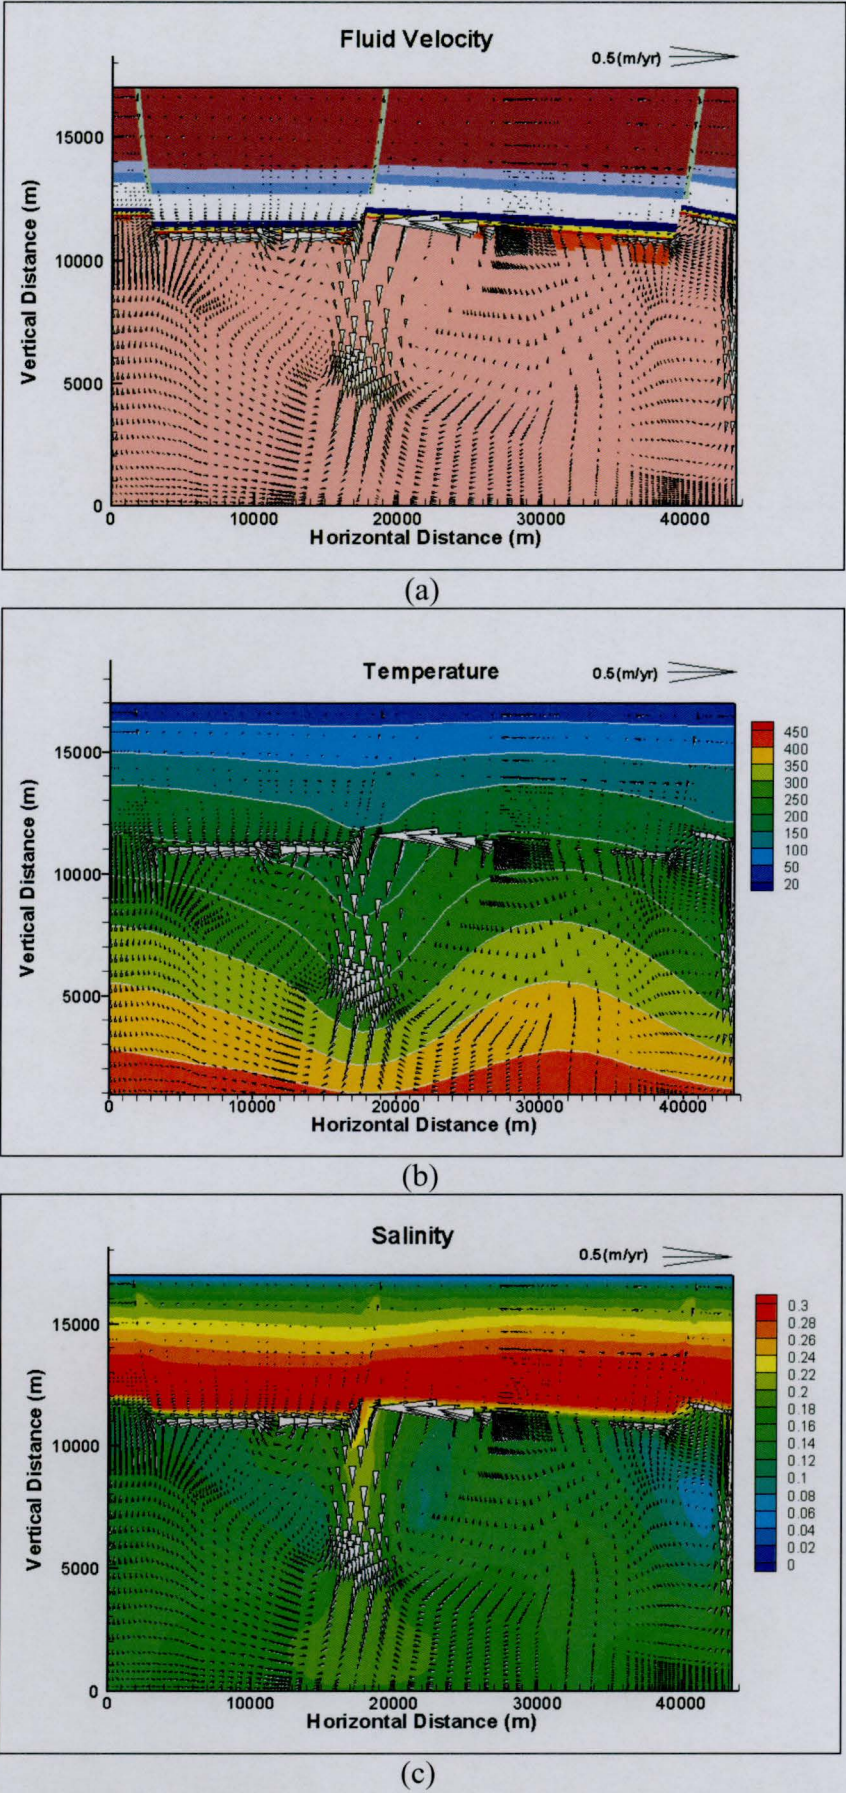 Fluid Velocity
0.5(m/yr)
15000
10000
5000
0
Vertical Distance (m)
0 10000 20000 30000 40000
Horizontal Distance (m)
(a)
Temperature
0.5(m/yr)
15000
10000
5000
Vertical Distance (m)
0 10000 20000 30000 40000
Horizontal Distance (m)
450
400
350
300
250
200
150
100
50
20
(b)
Salinity
0.5(m/yr)
15000
10000
5000
0
Vertical Distance (m)
0 10000 20000 30000 40000
Horizontal Distance (m)
0.3
0.28
0.26
0.24
0.22
0.2
0.18
0.16
0.14
0.12
0.1
0.08
0.06
0.04
0.02
0
(c)